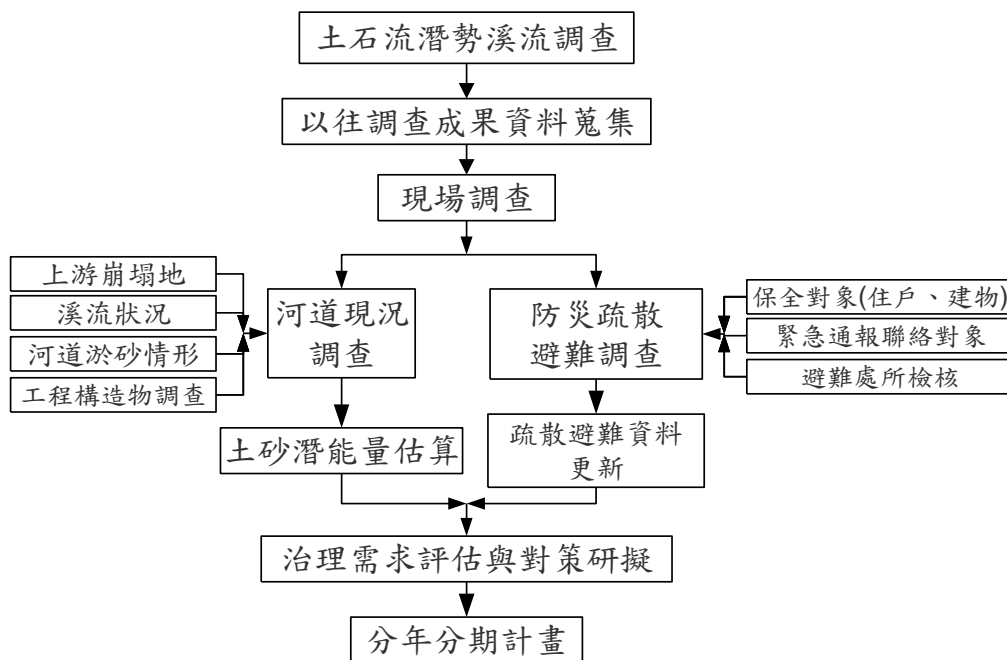 土石流潛勢溪流調查
以往調查成果資料蒐集
現場調查
上游崩塌地
溪流狀況
河道淤砂情形
工程構造物調查
河道現況
調查
防災疏散
避難調查
保全對象(住戶、建物)
緊急通報聯絡對象
避難處所檢核
土砂潛能量估算
疏散避難資料
更新
治理需求評估與對策研擬
分年分期計畫